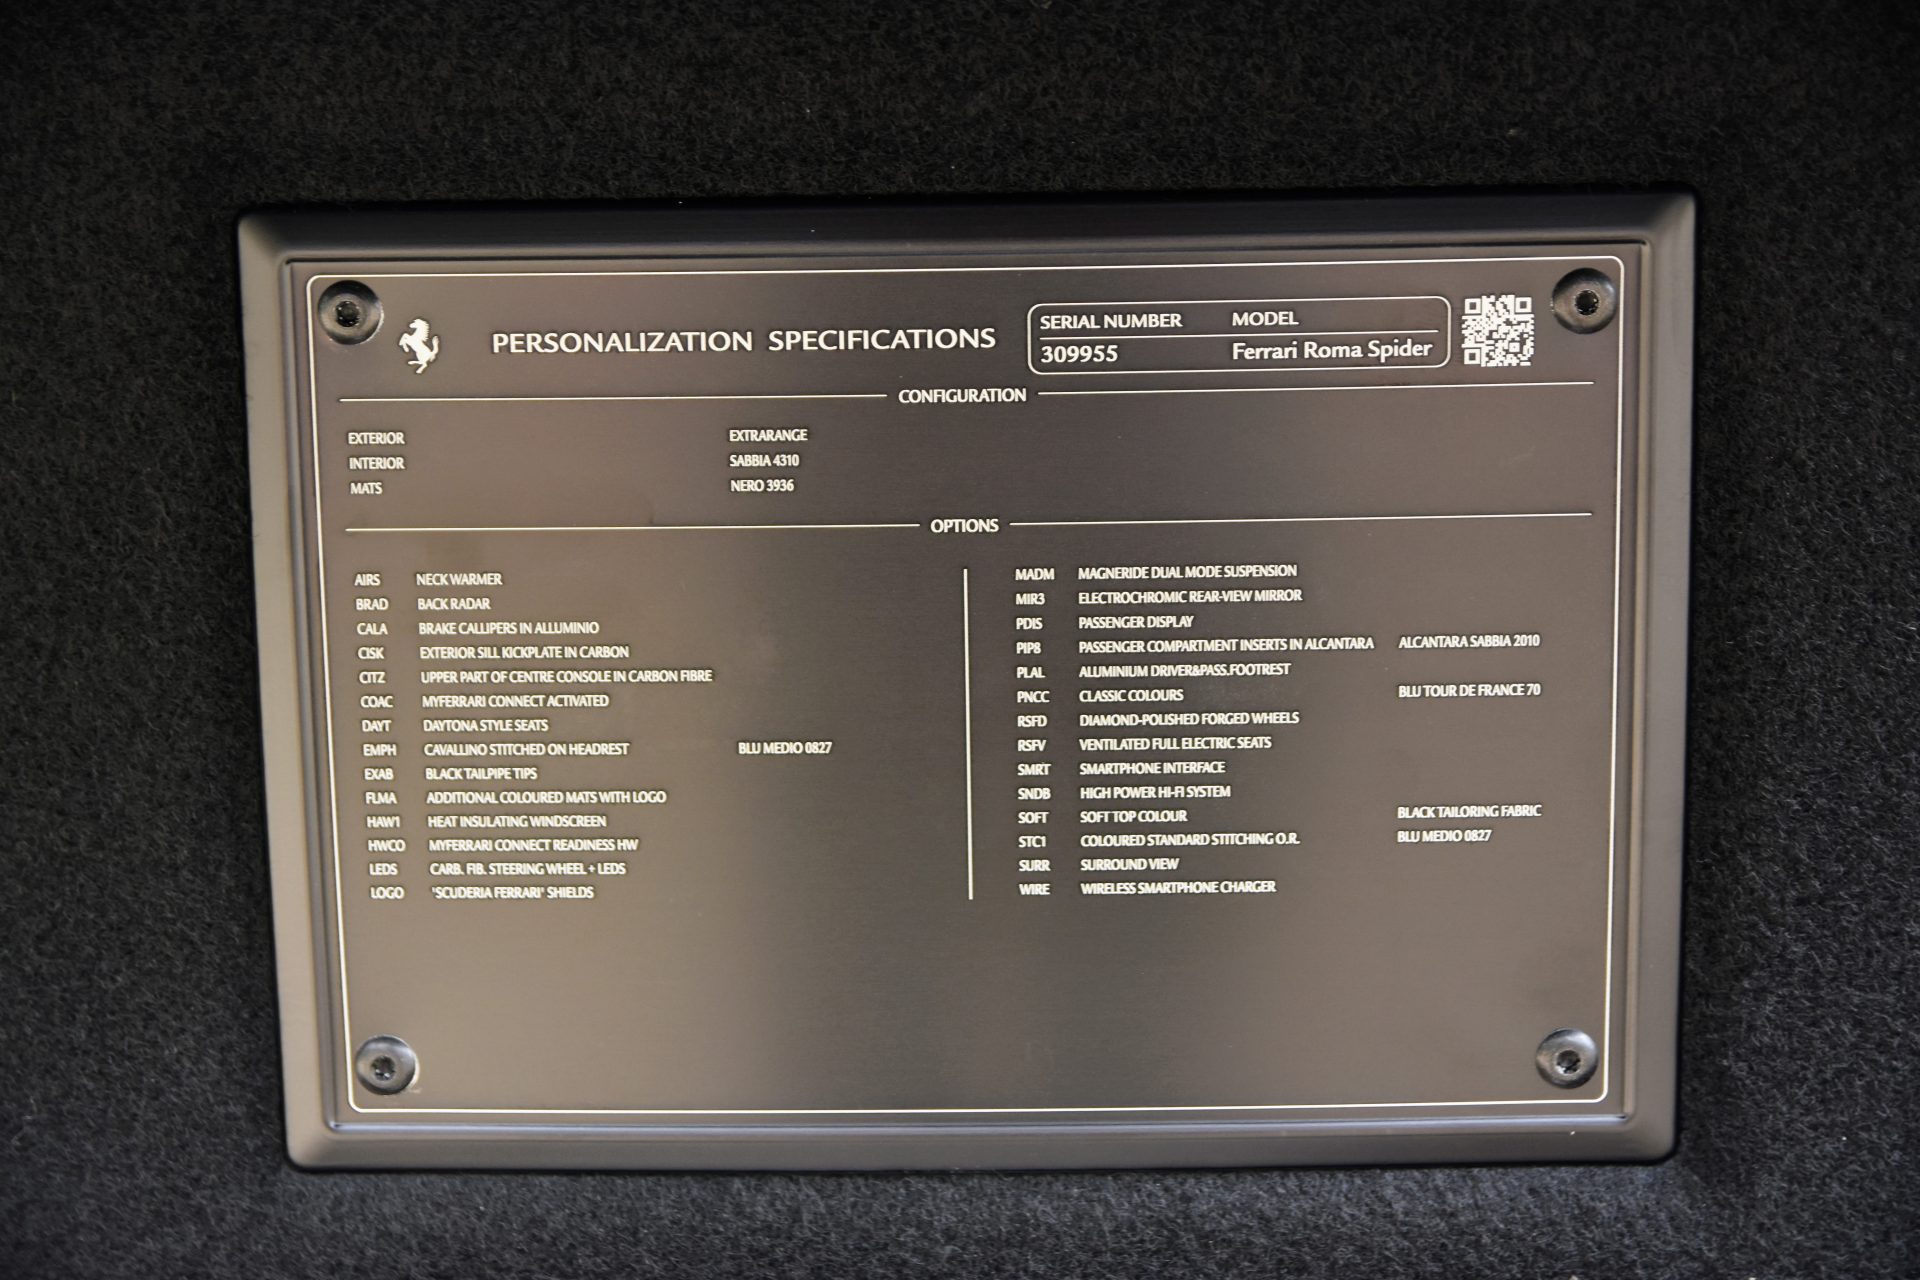 PERSONALIZATION SPECIFICATIONS
SERIAL NUMBER MODEL
309955 Ferrari Roma Spider
CONFIGURATION
EXTERIOR EXTRARANGE
INTERIOR SABBIA 4310
MATS NERO 3936
OPTIONS
AIRS NECK WARMER
BRAD BACK RADAR
CALA BRAKE CALLIPERS IN ALLUMINIO
CISK EXTERIOR SILL KICKPLATE IN CARBON
CITZ UPPER PART OF CENTRE CONSOLE IN CARBON FIBRE
COAC MYFERRARI CONNECT ACTIVATED
DAYT DAYTONA STYLE SEATS
EMPH CAVALLINO STITCHED ON HEADREST BLU MEDIO 0827
EXAB BLACK TAILPIPE TIPS
FLMA ADDITIONAL COLOURED MATS WITH LOGO
HAW1 HEAT INSULATING WINDSCREEN
HWCO MYFERRARI CONNECT READINESS HW
LEDS CARB. FIB. STEERING WHEEL + LEDS
LOGO 'SCUDERIA FERRARI' SHIELDS
MADM MAGNERIDE DUAL MODE SUSPENSION
MIR3 ELECTROCHROMIC REAR-VIEW MIRROR
PDIS PASSENGER DISPLAY
PIP8 PASSENGER COMPARTMENT INSERTS IN ALCANTARA ALCANTARA SABBIA 2010
PLAL ALUMINIUM DRIVER&PASS.FOOTREST
PNCC CLASSIC COLOURS BLU TOUR DE FRANCE 70
RSFD DIAMOND-POLISHED FORGED WHEELS
RSFV VENTILATED FULL ELECTRIC SEATS
SMRT SMARTPHONE INTERFACE
SNDB HIGH POWER HI-FI SYSTEM
SOFT SOFT TOP COLOUR BLACK TAILORING FABRIC
STC1 COLOURED STANDARD STITCHING O.R. BLU MEDIO 0827
SURR SURROUND VIEW
WIRE WIRELESS SMARTPHONE CHARGER